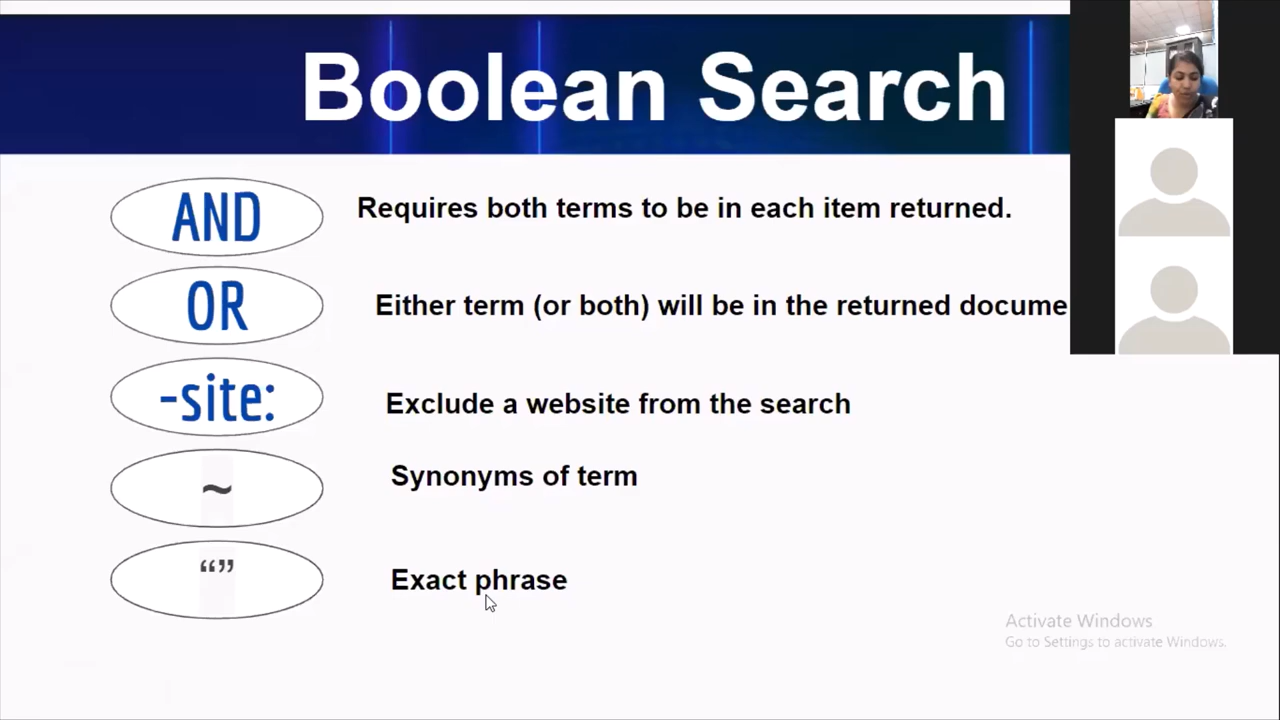 Boolean Search
AND
Requires both terms to be in each item returned.
OR
Either term (or both) will be in the returned docume
-site:
Exclude a website from the search
~
Synonyms of term
“”
Exact phrase
Activate Windows
Go to Settings to activate Windows.